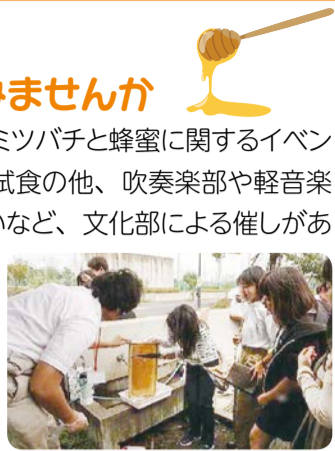 みませんか
ミツバチと蜂蜜に関するイベン
試食の他、吹奏楽部や軽音楽
いなど、文化部による催しがあ